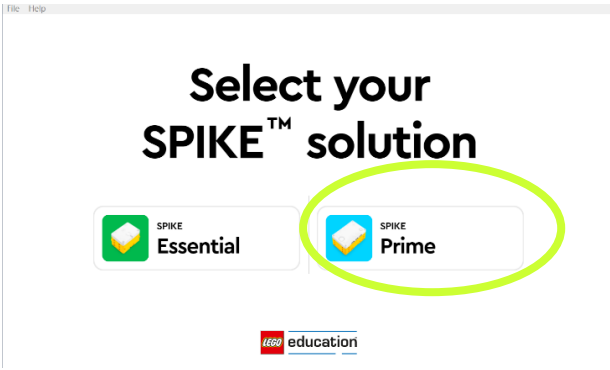 File Help
Select your
SPIKE™ solution
SPIKE
Essential
SPIKE
Prime
LEGO education